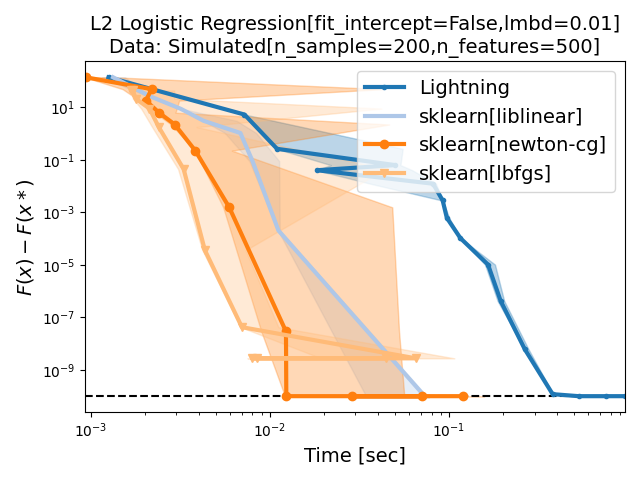 L2 Logistic Regression[fit_intercept=False,lmbd=0.01]
Data: Simulated[n_samples=200,n_features=500]
Lightning
sklearn[liblinear]
sklearn[newton-cg]
sklearn[lbfgs]
10¹
10⁻¹
10⁻³
10⁻⁵
10⁻⁷
10⁻⁹
F(x) − F(x*)
10⁻³
10⁻²
10⁻¹
Time [sec]